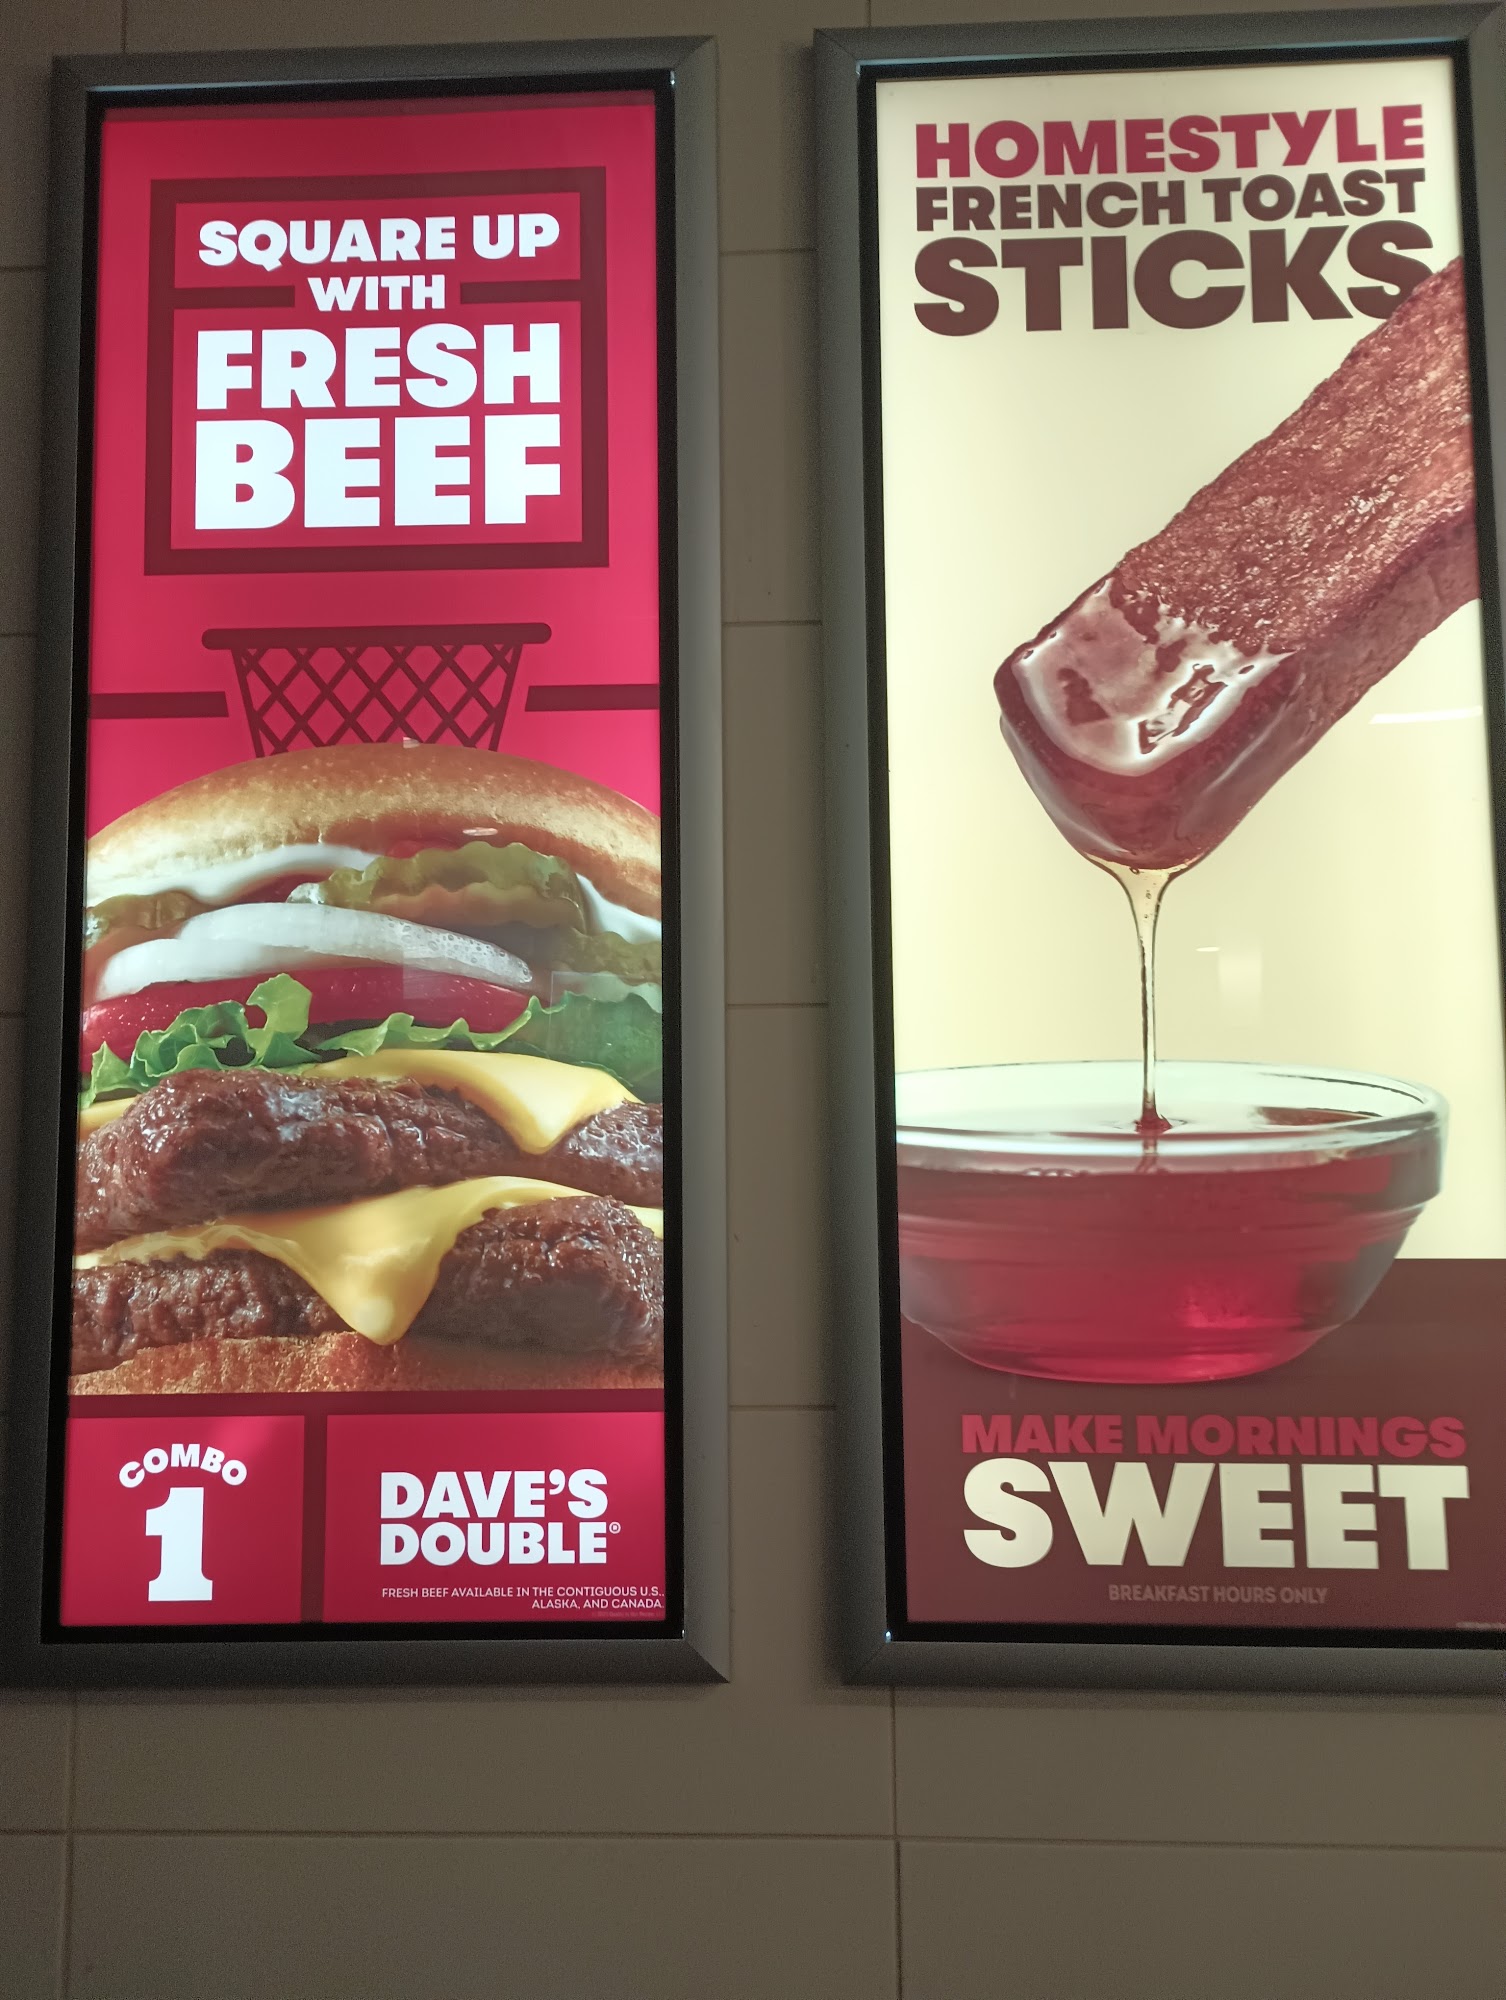 SQUARE UP
WITH
FRESH
BEEF
COMBO
1
DAVE'S
DOUBLE®
FRESH BEEF AVAILABLE IN THE CONTIGUOUS U.S.,
ALASKA, AND CANADA.
HOMESTYLE
FRENCH TOAST
STICKS
MAKE MORNINGS
SWEET
BREAKFAST HOURS ONLY